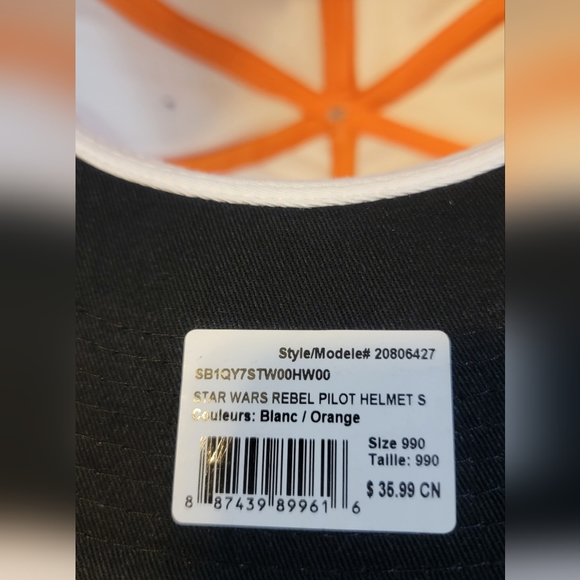 Style/Modele# 20806427
SB1QY7STW00HW00
STAR WARS REBEL PILOT HELMET S
Couleurs: Blanc / Orange
Size 990
Taille: 990
$ 35.99 CN
8 87439 89961 6